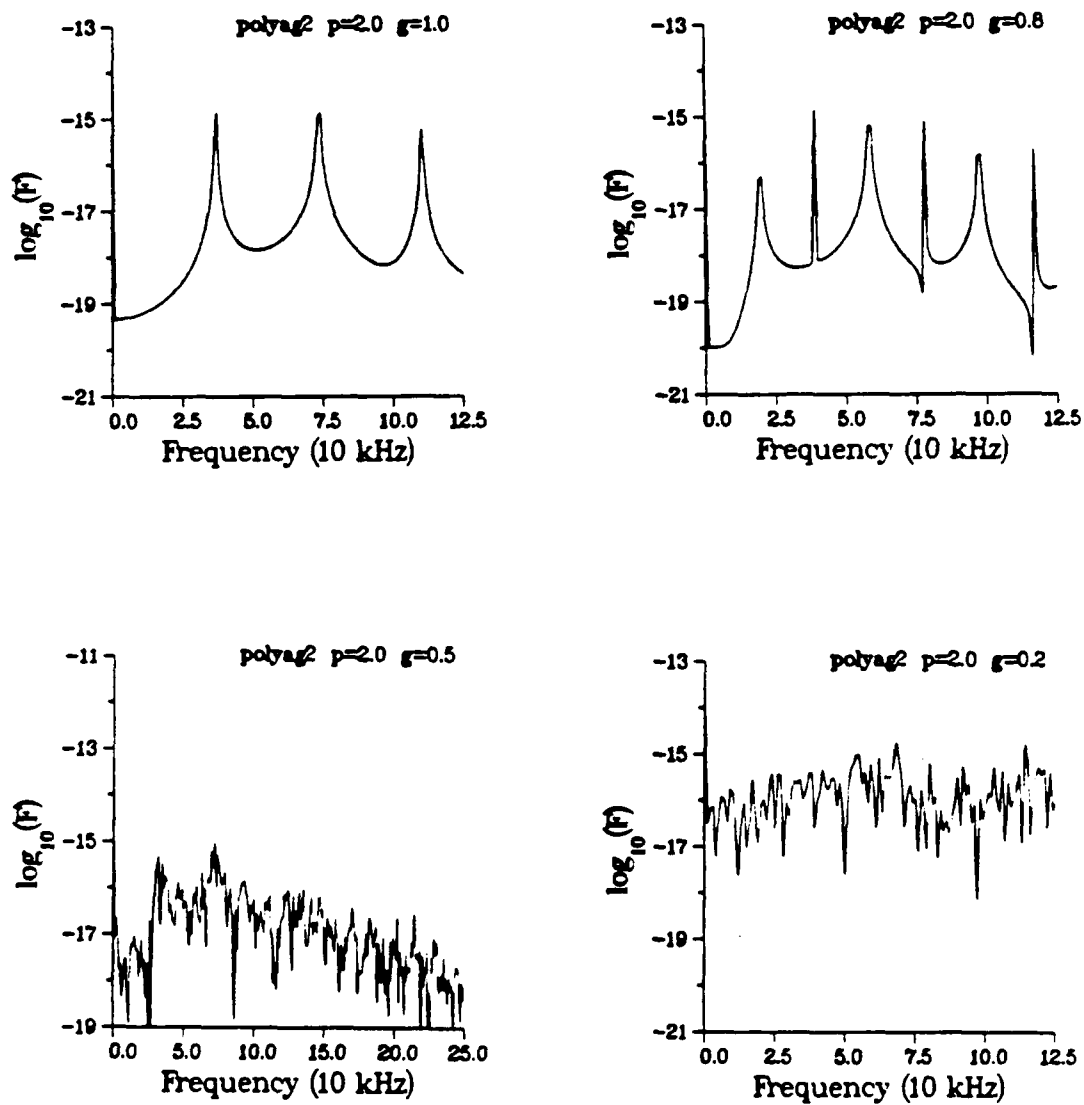 polyag2 p=2.0 g=1.0
-13
-15
-17
-19
-21
log10(F)
0.0 2.5 5.0 7.5 10.0 12.5
Frequency (10 kHz)
polyag2 p=2.0 g=0.8
-13
-15
-17
-19
-21
log10(F)
0.0 2.5 5.0 7.5 10.0 12.5
Frequency (10 kHz)
polyag2 p=2.0 g=0.5
-11
-13
-15
-17
-19
log10(F)
0.0 5.0 10.0 15.0 20.0 25.0
Frequency (10 kHz)
polyag2 p=2.0 g=0.2
-13
-15
-17
-19
-21
log10(F)
0.0 2.5 5.0 7.5 10.0 12.5
Frequency (10 kHz)